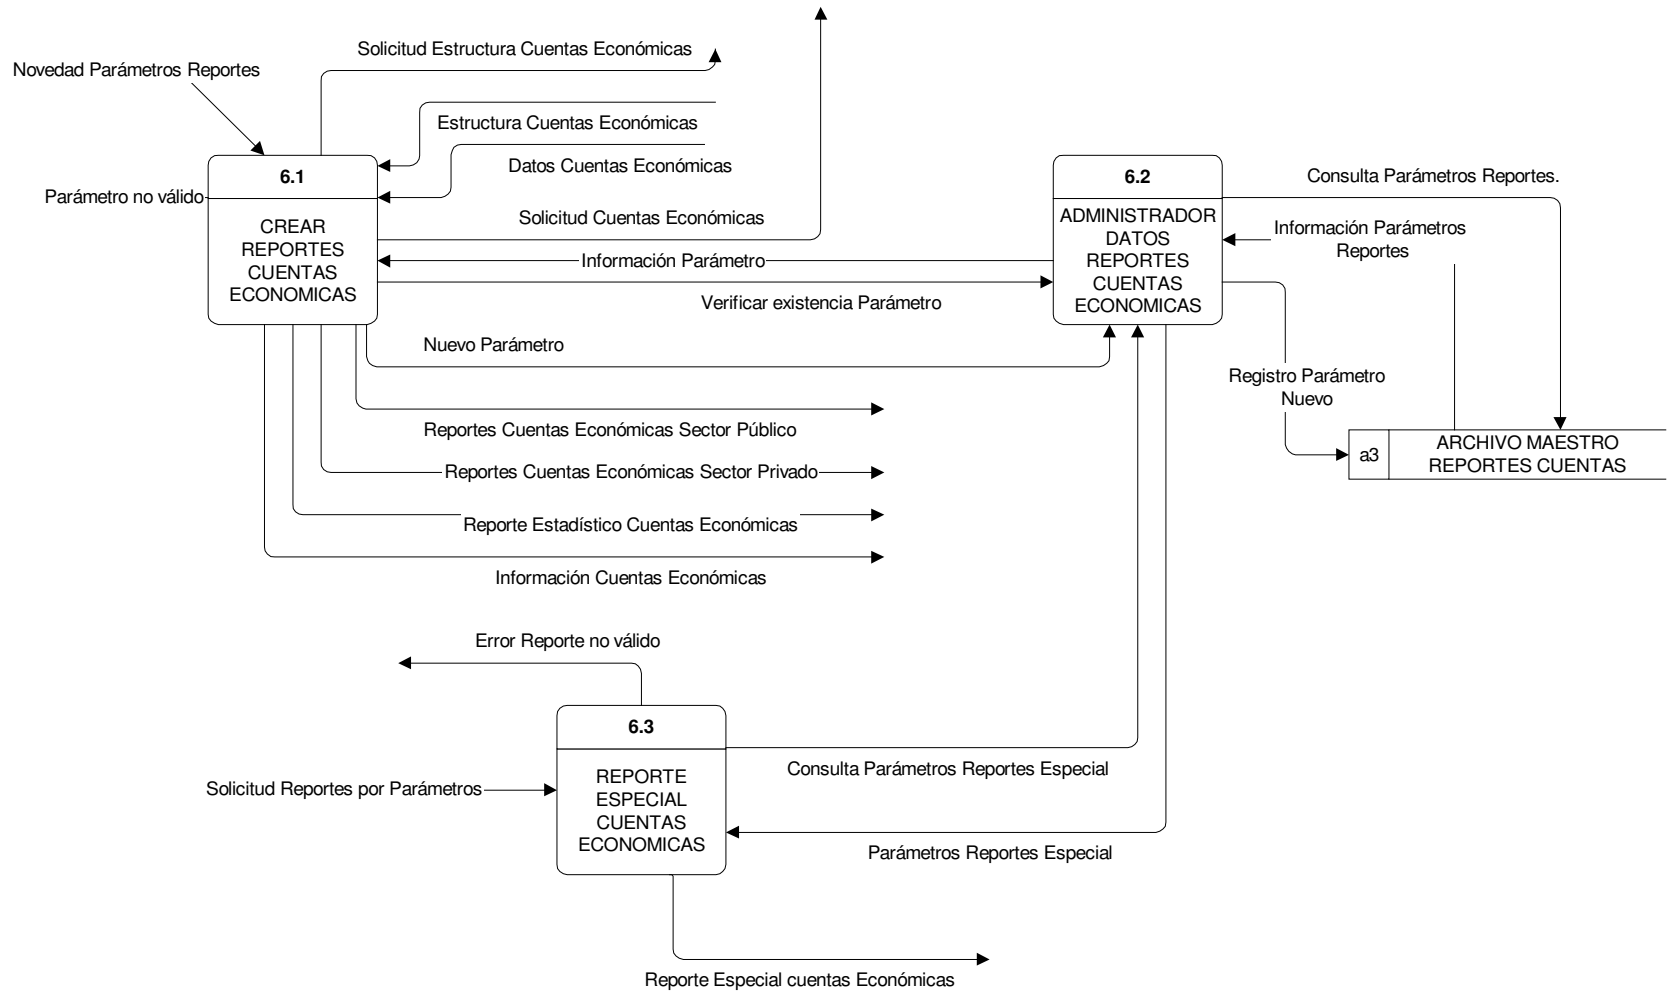 Solicitud Estructura Cuentas Económicas
Novedad Parámetros Reportes
Estructura Cuentas Económicas
Datos Cuentas Económicas
6.1
Parámetro no válido
CREAR
REPORTES
CUENTAS
ECONOMICAS
Solicitud Cuentas Económicas
Información Parámetro
Verificar existencia Parámetro
6.2
ADMINISTRADOR
DATOS
REPORTES
CUENTAS
ECONOMICAS
Consulta Parámetros Reportes.
Información Parámetros
Reportes
Nuevo Parámetro
Registro Parámetro
Nuevo
Reportes Cuentas Económicas Sector Público
a3
ARCHIVO MAESTRO
REPORTES CUENTAS
Reportes Cuentas Económicas Sector Privado
Reporte Estadístico Cuentas Económicas
Información Cuentas Económicas
Error Reporte no válido
6.3
REPORTE
ESPECIAL
CUENTAS
ECONOMICAS
Solicitud Reportes por Parámetros
Consulta Parámetros Reportes Especial
Parámetros Reportes Especial
Reporte Especial cuentas Económicas